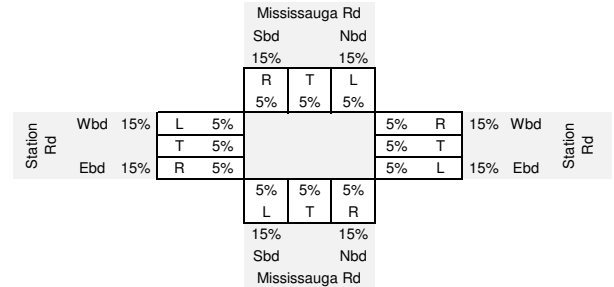 Mississauga Rd
Sbd Nbd
15% 15%
R T L
5% 5% 5%
Station Rd
Wbd 15% L 5%
T 5%
Ebd 15% R 5%
5% R 15% Wbd
5% T
5% L 15% Ebd
Station Rd
5% 5% 5%
L T R
15% 15%
Sbd Nbd
Mississauga Rd